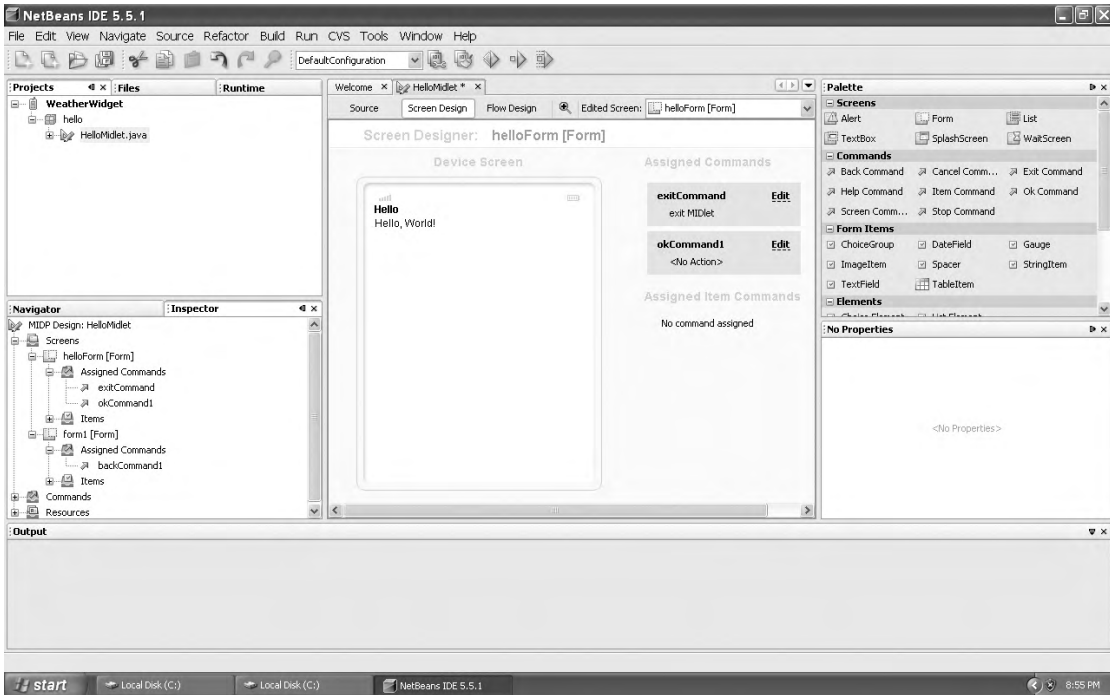 NetBeans IDE 5.5.1
File Edit View Navigate Source Refactor Build Run CVS Tools Window Help
DefaultConfiguration
Projects Files Runtime
WeatherWidget
hello
HelloMidlet.java
Navigator Inspector
MIDP Design: HelloMidlet
Screens
helloForm [Form]
Assigned Commands
exitCommand
okCommand1
Items
form1 [Form]
Assigned Commands
backCommand1
Items
Commands
Resources
Welcome HelloMidlet *
Source Screen Design Flow Design Edited Screen: helloForm [Form]
Screen Designer: helloForm [Form]
Device Screen
Hello
Hello, World!
Assigned Commands
exitCommand Edit
exit MIDlet
okCommand1 Edit
<No Action>
Assigned Item Commands
No command assigned
Palette
Screens
Alert Form List
TextBox SplashScreen WaitScreen
Commands
Back Command Cancel Comm... Exit Command
Help Command Item Command Ok Command
Screen Comm... Stop Command
Form Items
ChoiceGroup DateField Gauge
ImageItem Spacer StringItem
TextField TableItem
Elements
Choice Element List Element
No Properties
<No Properties>
Output
start Local Disk (C:) Local Disk (C:) NetBeans IDE 5.5.1 8:55 PM